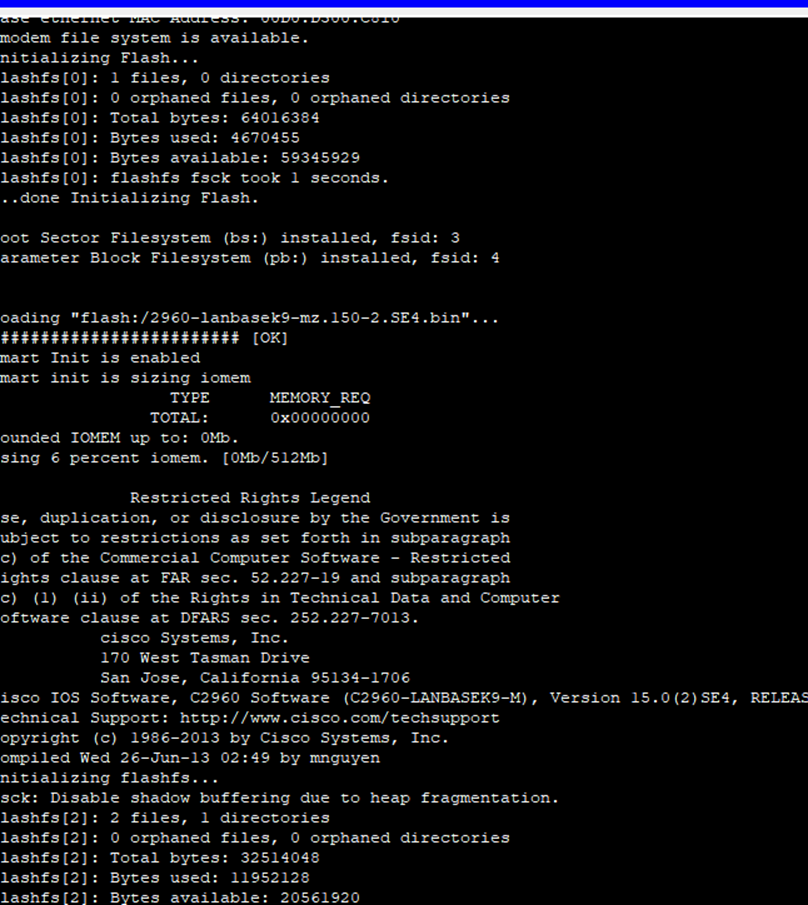 ase ethernet MAC Address: 00D0.D300.C810
modem file system is available.
nitializing Flash...
lashfs[0]: 1 files, 0 directories
lashfs[0]: 0 orphaned files, 0 orphaned directories
lashfs[0]: Total bytes: 64016384
lashfs[0]: Bytes used: 4670455
lashfs[0]: Bytes available: 59345929
lashfs[0]: flashfs fsck took 1 seconds.
..done Initializing Flash.
oot Sector Filesystem (bs:) installed, fsid: 3
arameter Block Filesystem (pb:) installed, fsid: 4
oading "flash:/2960-lanbasek9-mz.150-2.SE4.bin"...
######################## [OK]
mart Init is enabled
mart init is sizing iomem
TYPE MEMORY_REQ
TOTAL: 0x00000000
ounded IOMEM up to: 0Mb.
sing 6 percent iomem. [0Mb/512Mb]
Restricted Rights Legend
se, duplication, or disclosure by the Government is
ubject to restrictions as set forth in subparagraph
c) of the Commercial Computer Software - Restricted
ights clause at FAR sec. 52.227-19 and subparagraph
c) (1) (ii) of the Rights in Technical Data and Computer
oftware clause at DFARS sec. 252.227-7013.
cisco Systems, Inc.
170 West Tasman Drive
San Jose, California 95134-1706
isco IOS Software, C2960 Software (C2960-LANBASEK9-M), Version 15.0(2)SE4, RELEAS
echnical Support: http://www.cisco.com/techsupport
opyright (c) 1986-2013 by Cisco Systems, Inc.
ompiled Wed 26-Jun-13 02:49 by mnguyen
nitializing flashfs...
sck: Disable shadow buffering due to heap fragmentation.
lashfs[2]: 2 files, 1 directories
lashfs[2]: 0 orphaned files, 0 orphaned directories
lashfs[2]: Total bytes: 32514048
lashfs[2]: Bytes used: 11952128
lashfs[2]: Bytes available: 20561920